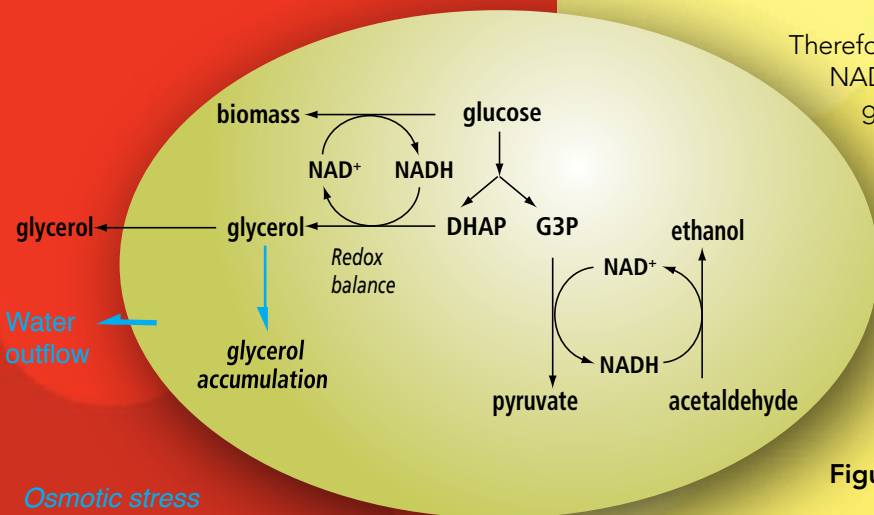 Therefo
NAD
g
biomass
glucose
NAD⁺
NADH
glycerol
glycerol
DHAP
G3P
ethanol
Redox
balance
NAD⁺
Water
outflow
glycerol
accumulation
NADH
pyruvate
acetaldehyde
Figu
Osmotic stress